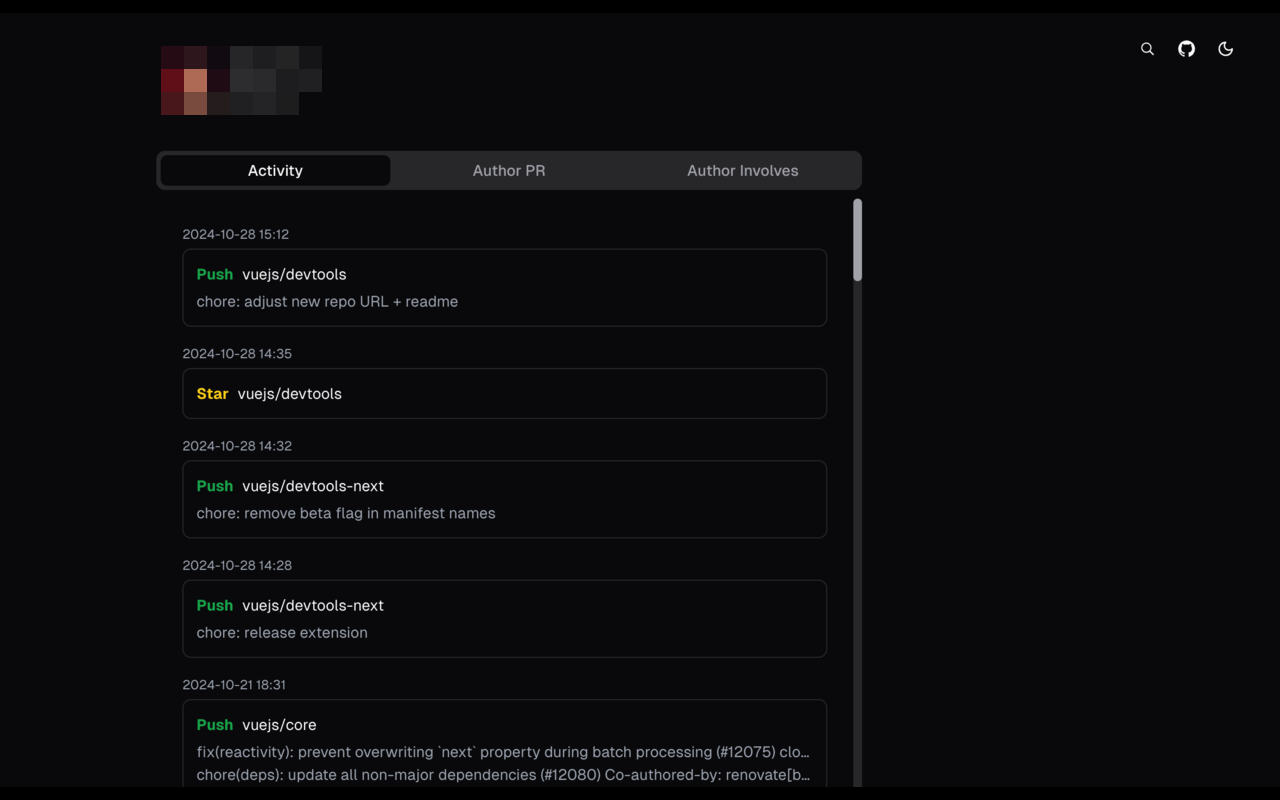 Activity
Author PR
Author Involves
2024-10-28 15:12
Push vuejs/devtools
chore: adjust new repo URL + readme
2024-10-28 14:35
Star vuejs/devtools
2024-10-28 14:32
Push vuejs/devtools-next
chore: remove beta flag in manifest names
2024-10-28 14:28
Push vuejs/devtools-next
chore: release extension
2024-10-21 18:31
Push vuejs/core
fix(reactivity): prevent overwriting `next` property during batch processing (#12075) clo…
chore(deps): update all non-major dependencies (#12080) Co-authored-by: renovate[b…